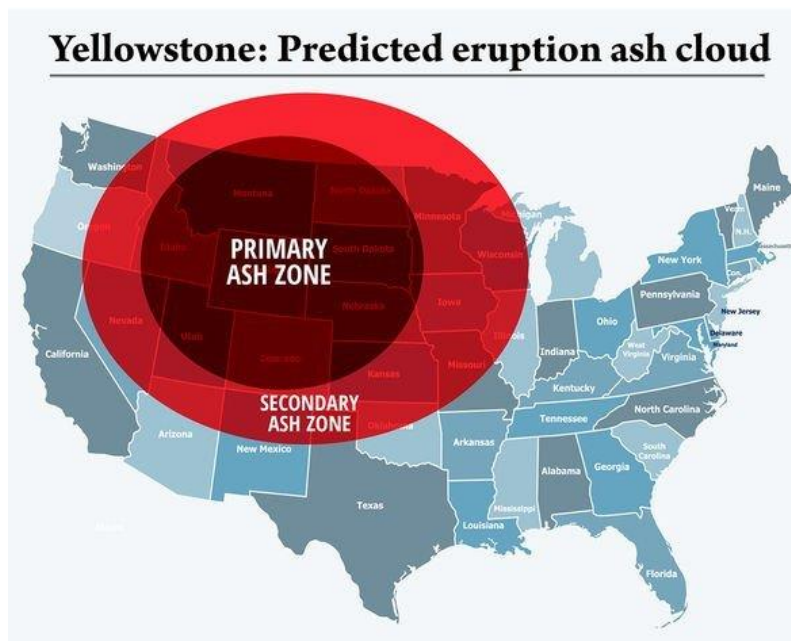 Yellowstone: Predicted eruption ash cloud
Washington
Montana
North Dakota
Minnesota
Michigan
Maine
Verm
N.H.
Oregon
Idaho
South Dakota
Wisconsin
New York
Massachusetts
Con.
PRIMARY
ASH ZONE
Nebraska
Iowa
Pennsylvania
New Jersey
Nevada
Utah
Colorado
Illinois
Indiana
Ohio
Delaware
Maryland
California
Kansas
Missouri
West
Virginia
Virginia
Kentucky
SECONDARY
ASH ZONE
North Carolina
Tennessee
Arizona
New Mexico
Oklahoma
Arkansas
South
Carolina
Mississippi
Alabama
Georgia
Texas
Louisiana
Florida